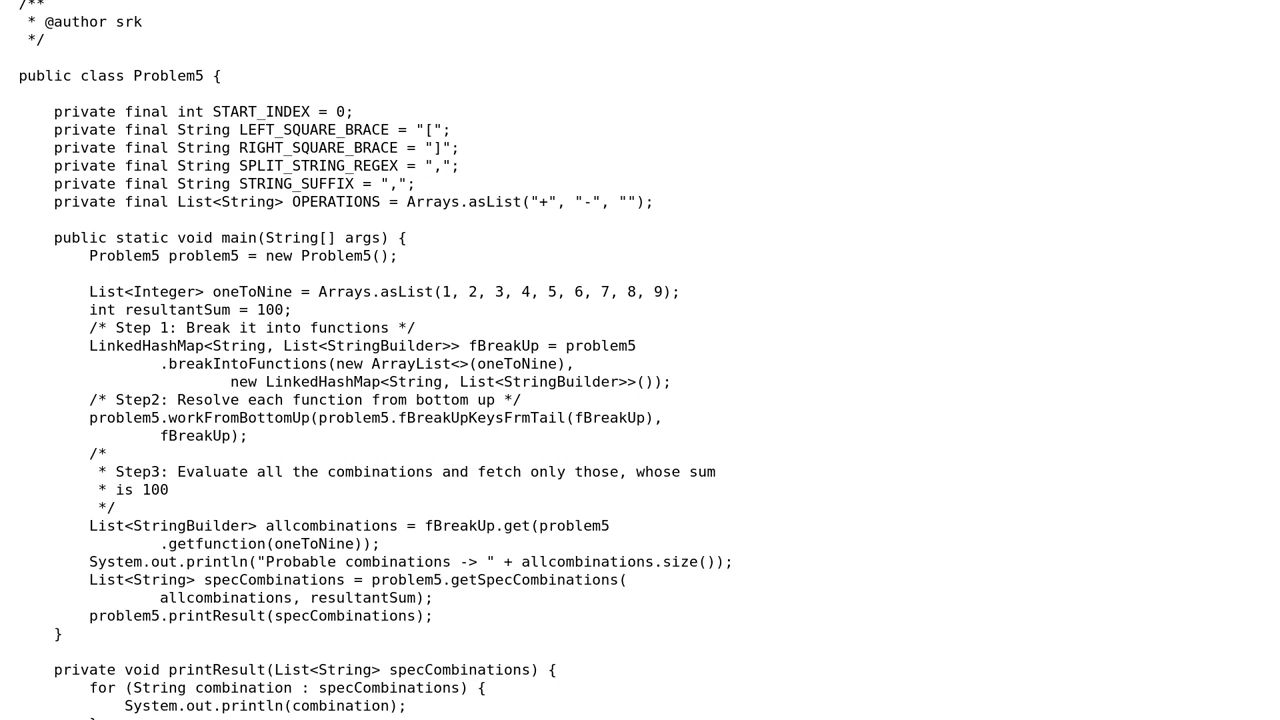 /**
 * @author srk
 */

public class Problem5 {

    private final int START_INDEX = 0;
    private final String LEFT_SQUARE_BRACE = "[";
    private final String RIGHT_SQUARE_BRACE = "]";
    private final String SPLIT_STRING_REGEX = ",";
    private final String STRING_SUFFIX = ",";
    private final List<String> OPERATIONS = Arrays.asList("+", "-", "");

    public static void main(String[] args) {
        Problem5 problem5 = new Problem5();

        List<Integer> oneToNine = Arrays.asList(1, 2, 3, 4, 5, 6, 7, 8, 9);
        int resultantSum = 100;
        /* Step 1: Break it into functions */
        LinkedHashMap<String, List<StringBuilder>> fBreakUp = problem5
                .breakIntoFunctions(new ArrayList<>(oneToNine),
                        new LinkedHashMap<String, List<StringBuilder>>());
        /* Step2: Resolve each function from bottom up */
        problem5.workFromBottomUp(problem5.fBreakUpKeysFrmTail(fBreakUp),
                fBreakUp);
        /*
         * Step3: Evaluate all the combinations and fetch only those, whose sum
         * is 100
         */
        List<StringBuilder> allcombinations = fBreakUp.get(problem5
                .getfunction(oneToNine));
        System.out.println("Probable combinations -> " + allcombinations.size());
        List<String> specCombinations = problem5.getSpecCombinations(
                allcombinations, resultantSum);
        problem5.printResult(specCombinations);
    }

    private void printResult(List<String> specCombinations) {
        for (String combination : specCombinations) {
            System.out.println(combination);
        }